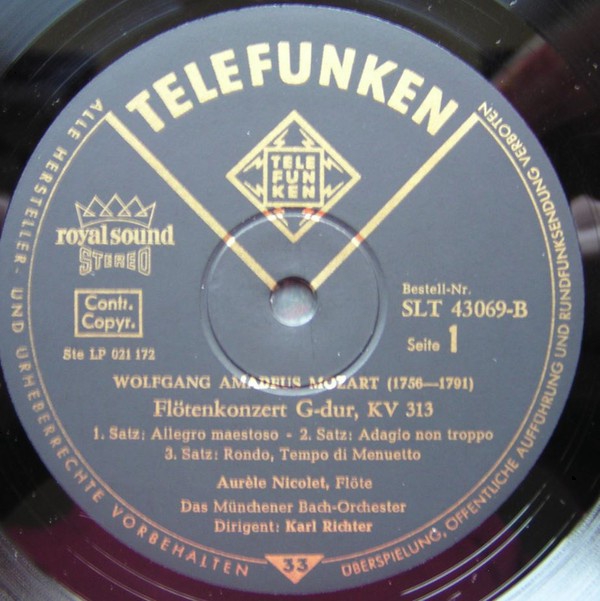 TELEFUNKEN
TELE
FUN
KEN
ALLE HERSTELLER- UND URHEBERRECHTE VORBEHALTEN
ÜBERSPIELUNG, ÖFFENTLICHE AUFFÜHRUNG UND RUNDFUNKSENDUNG VERBOTEN
royal sound
STEREO
Contr.
Copyr.
Ste LP 021 172
Bestell-Nr.
SLT 43069-B
Seite 1
WOLFGANG AMADEUS MOZART (1756—1791)
Flötenkonzert G-dur, KV 313
1. Satz: Allegro maestoso - 2. Satz: Adagio non troppo
3. Satz: Rondo, Tempo di Menuetto
Aurèle Nicolet, Flöte
Das Münchener Bach-Orchester
Dirigent: Karl Richter
33